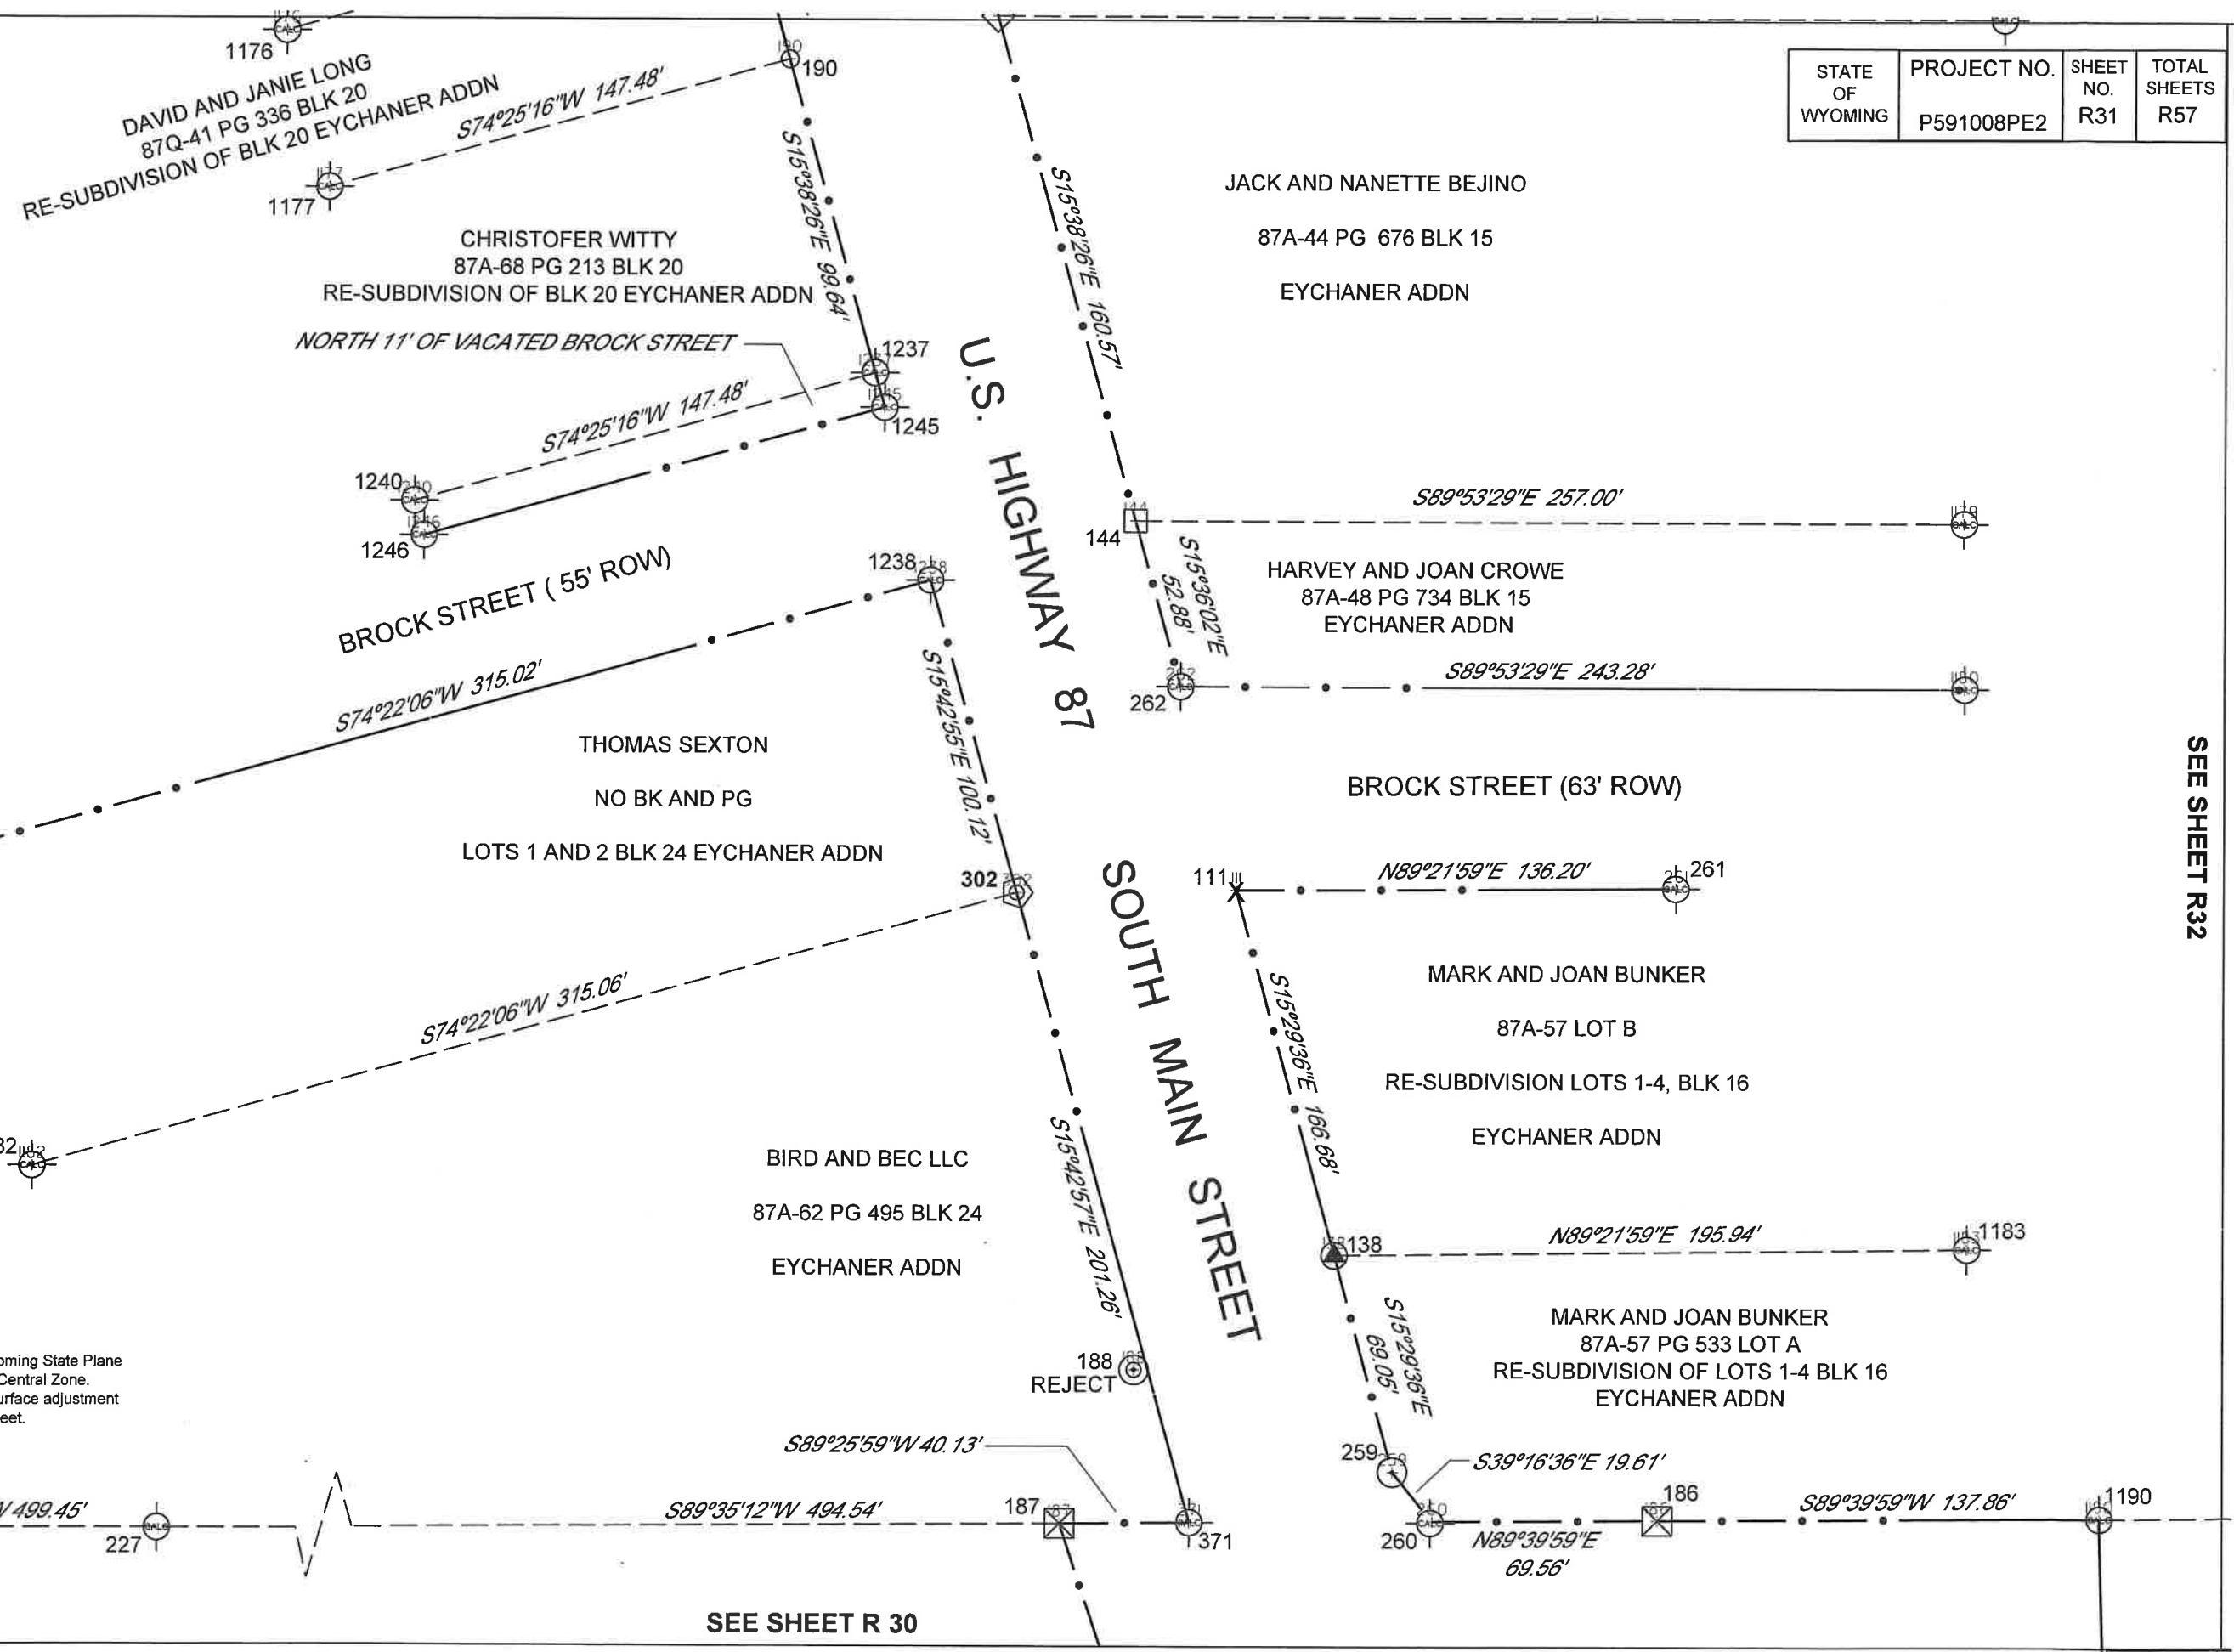 1176
DAVID AND JANIE LONG
87Q-41 PG 336 BLK 20
RE-SUBDIVISION OF BLK 20 EYCHANER ADDN
1177
S74°25'16"W 147.48'
190
STATE OF WYOMING
PROJECT NO.
P591008PE2
SHEET NO.
R31
TOTAL SHEETS
R57
S15°38'26"E 99.64'
S15°38'26"E 160.57'
JACK AND NANETTE BEJINO
87A-44 PG 676 BLK 15
EYCHANER ADDN
CHRISTOFER WITTY
87A-68 PG 213 BLK 20
RE-SUBDIVISION OF BLK 20 EYCHANER ADDN
NORTH 11' OF VACATED BROCK STREET
1237
1245
S74°25'16"W 147.48'
1240
1246
U.S. HIGHWAY 87
S89°53'29"E 257.00'
144
S15°36'02"E
52.88'
HARVEY AND JOAN CROWE
87A-48 PG 734 BLK 15
EYCHANER ADDN
BROCK STREET ( 55' ROW)
1238
S89°53'29"E 243.28'
262
S74°22'06"W 315.02'
S15°42'55"E 100.12'
THOMAS SEXTON
NO BK AND PG
LOTS 1 AND 2 BLK 24 EYCHANER ADDN
BROCK STREET (63' ROW)
SEE SHEET R32
302
111
N89°21'59"E 136.20'
261
SOUTH MAIN STREET
S74°22'06"W 315.06'
MARK AND JOAN BUNKER
87A-57 LOT B
RE-SUBDIVISION LOTS 1-4, BLK 16
EYCHANER ADDN
S15°29'36"E 166.68'
S15°42'57"E 201.26'
BIRD AND BEC LLC
87A-62 PG 495 BLK 24
EYCHANER ADDN
138
N89°21'59"E 195.94'
1183
MARK AND JOAN BUNKER
87A-57 PG 533 LOT A
RE-SUBDIVISION OF LOTS 1-4 BLK 16
EYCHANER ADDN
S15°29'36"E
69.05'
188
REJECT
oming State Plane
Central Zone.
urface adjustment
eet.
S89°25'59"W 40.13'
259
S39°16'36"E 19.61'
499.45'
227
S89°35'12"W 494.54'
187
371
260
N89°39'59"E
69.56'
186
S89°39'59"W 137.86'
1190
SEE SHEET R 30